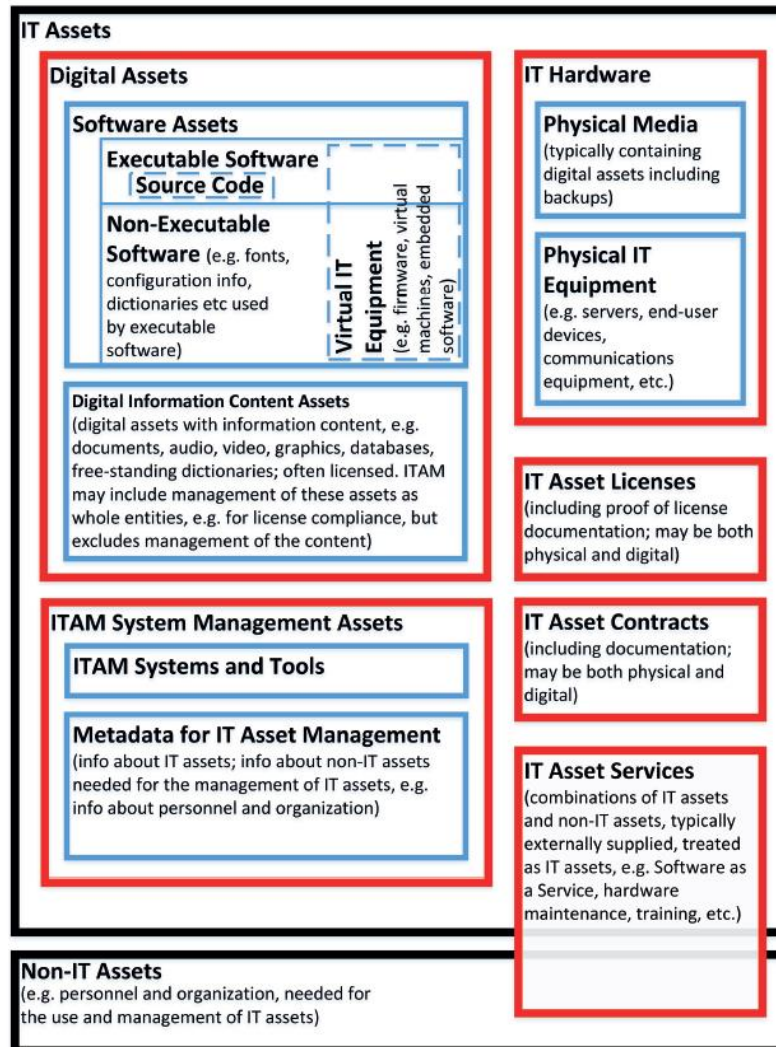 IT Assets
Digital Assets
Software Assets
Executable Software
Source Code
Non-Executable
Software (e.g. fonts,
configuration info,
dictionaries etc used
by executable
software)
Virtual IT
Equipment
(e.g. firmware, virtual
machines, embedded
software)
Digital Information Content Assets
(digital assets with information content, e.g.
documents, audio, video, graphics, databases,
free-standing dictionaries; often licensed. ITAM
may include management of these assets as
whole entities, e.g. for license compliance, but
excludes management of the content)
ITAM System Management Assets
ITAM Systems and Tools
Metadata for IT Asset Management
(info about IT assets; info about non-IT assets
needed for the management of IT assets, e.g.
info about personnel and organization)
IT Hardware
Physical Media
(typically containing
digital assets including
backups)
Physical IT
Equipment
(e.g. servers, end-user
devices,
communications
equipment, etc.)
IT Asset Licenses
(including proof of license
documentation; may be both
physical and digital)
IT Asset Contracts
(including documentation;
may be both physical and
digital)
IT Asset Services
(combinations of IT assets
and non-IT assets, typically
externally supplied, treated
as IT assets, e.g. Software as
a Service, hardware
maintenance, training, etc.)
Non-IT Assets
(e.g. personnel and organization, needed for
the use and management of IT assets)